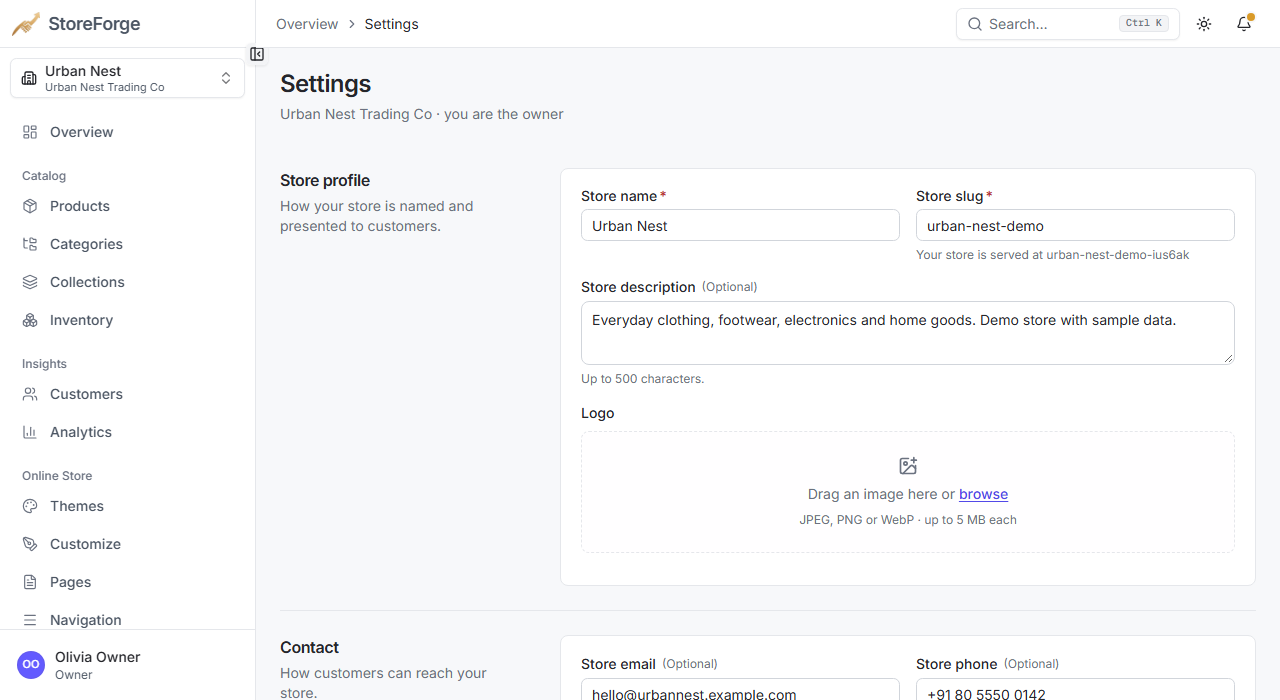 StoreForge
Overview
Settings
Search...
Ctrl K
Urban Nest
Urban Nest Trading Co
Overview
Catalog
Products
Categories
Collections
Inventory
Insights
Customers
Analytics
Online Store
Themes
Customize
Pages
Navigation
OO
Olivia Owner
Owner
Settings
Urban Nest Trading Co · you are the owner
Store profile
How your store is named and
presented to customers.
Store name*
Urban Nest
Store slug*
urban-nest-demo
Your store is served at urban-nest-demo-ius6ak
Store description (Optional)
Everyday clothing, footwear, electronics and home goods. Demo store with sample data.
Up to 500 characters.
Logo
Drag an image here or browse
JPEG, PNG or WebP · up to 5 MB each
Contact
How customers can reach your
store.
Store email (Optional)
hello@urbannest.example.com
Store phone (Optional)
+91 80 5550 0142